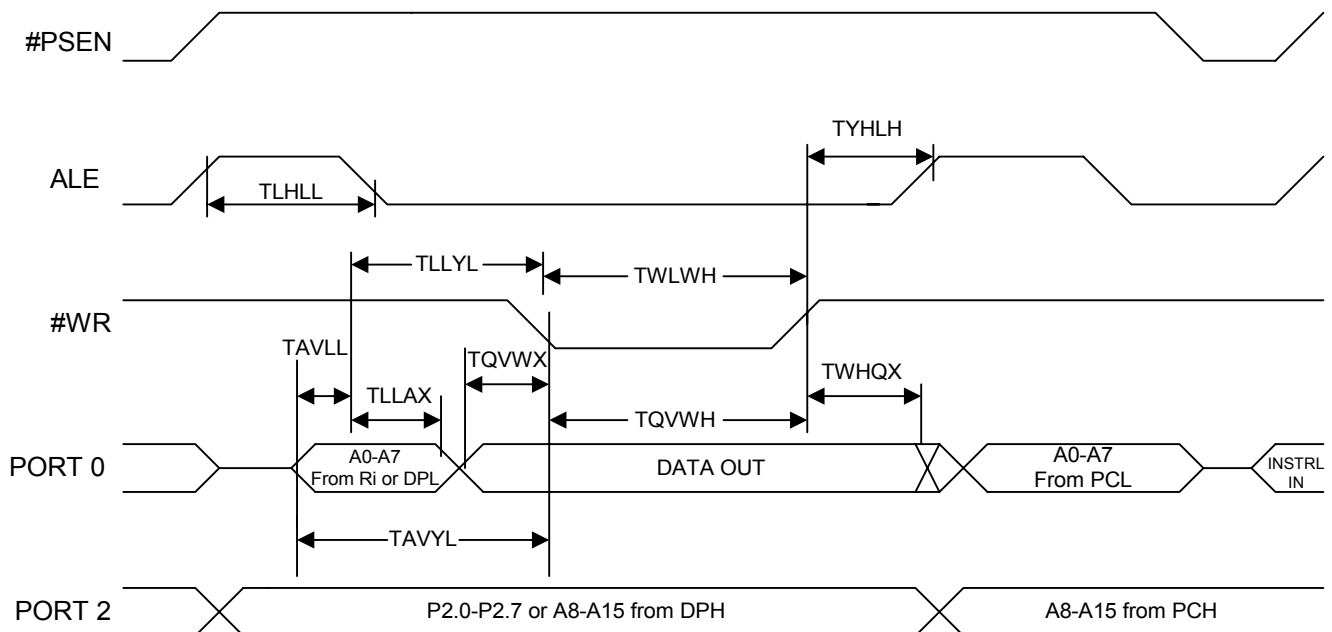 #PSEN
TYHLH
ALE
TLHLL
TLLYL
TWLWH
#WR
TAVLL
TQVWX
TWHQX
TLLAX
TQVWH
PORT 0
A0-A7
From Ri or DPL
DATA OUT
A0-A7
From PCL
INSTRL
IN
TAVYL
PORT 2
P2.0-P2.7 or A8-A15 from DPH
A8-A15 from PCH